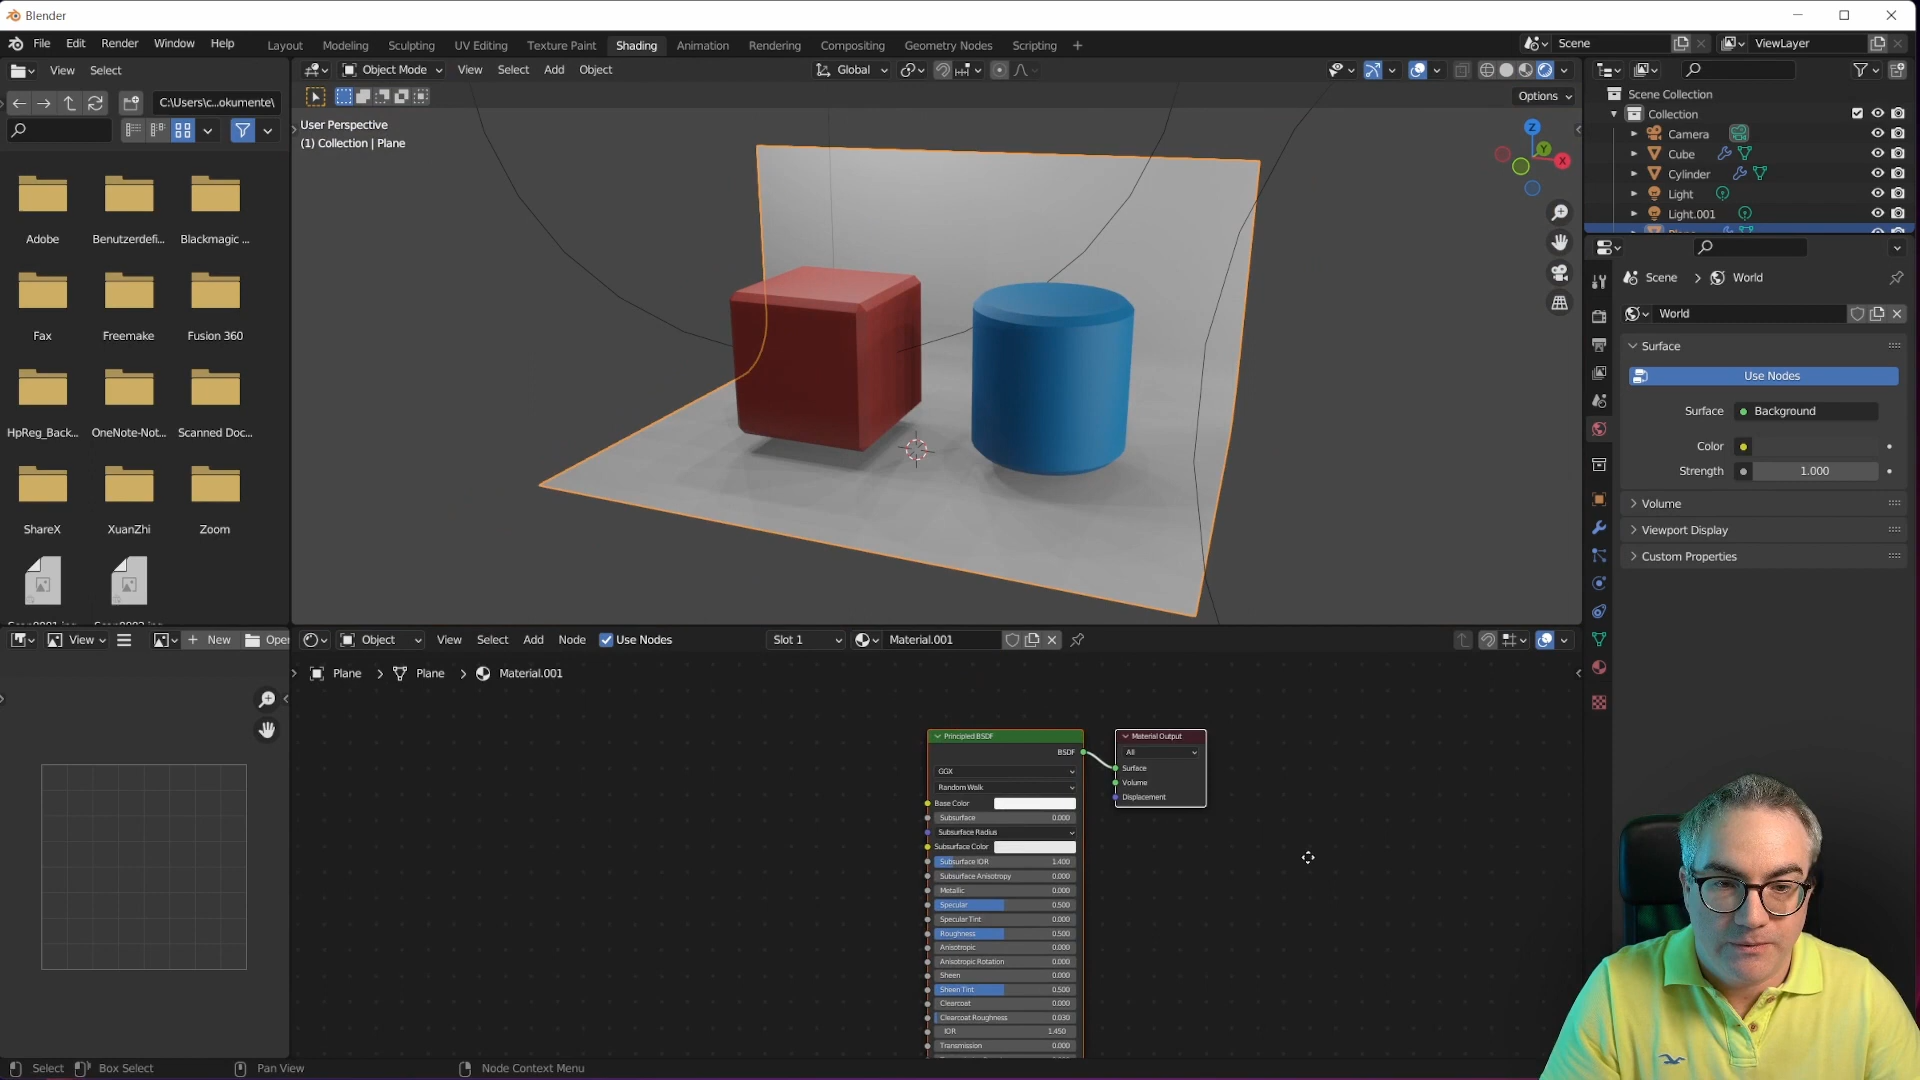 Blender
File Edit Render Window Help
Layout Modeling Sculpting UV Editing Texture Paint Shading Animation Rendering Compositing Geometry Nodes Scripting +
Scene
ViewLayer
View Select
C:\Users\c...okumente\
Adobe Benutzerdefi... Blackmagic ...
Fax Freemake Fusion 360
HpReg_Back... OneNote-Not... Scanned Doc...
ShareX XuanZhi Zoom
Object Mode View Select Add Object
Global
Options
User Perspective
(1) Collection | Plane
Z
Y
X
Scene Collection
Collection
Camera
Cube
Cylinder
Light
Light.001
Scene > World
World
Surface
Use Nodes
Surface Background
Color
Strength 1.000
Volume
Viewport Display
Custom Properties
View
+ New
Object View Select Add Node Use Nodes
Slot 1
Material.001
Plane > Plane > Material.001
Principled BSDF
BSDF
GGX
Random Walk
Base Color
Subsurface 0.000
Subsurface Radius
Subsurface Color
Subsurface IOR 1.400
Subsurface Anisotropy 0.000
Metallic 0.000
Specular 0.500
Specular Tint 0.000
Roughness 0.500
Anisotropic 0.000
Anisotropic Rotation 0.000
Sheen 0.000
Sheen Tint 0.500
Clearcoat 0.000
Clearcoat Roughness 0.030
IOR 1.450
Transmission 0.000
Material Output
All
Surface
Volume
Displacement
Select Box Select Pan View Node Context Menu